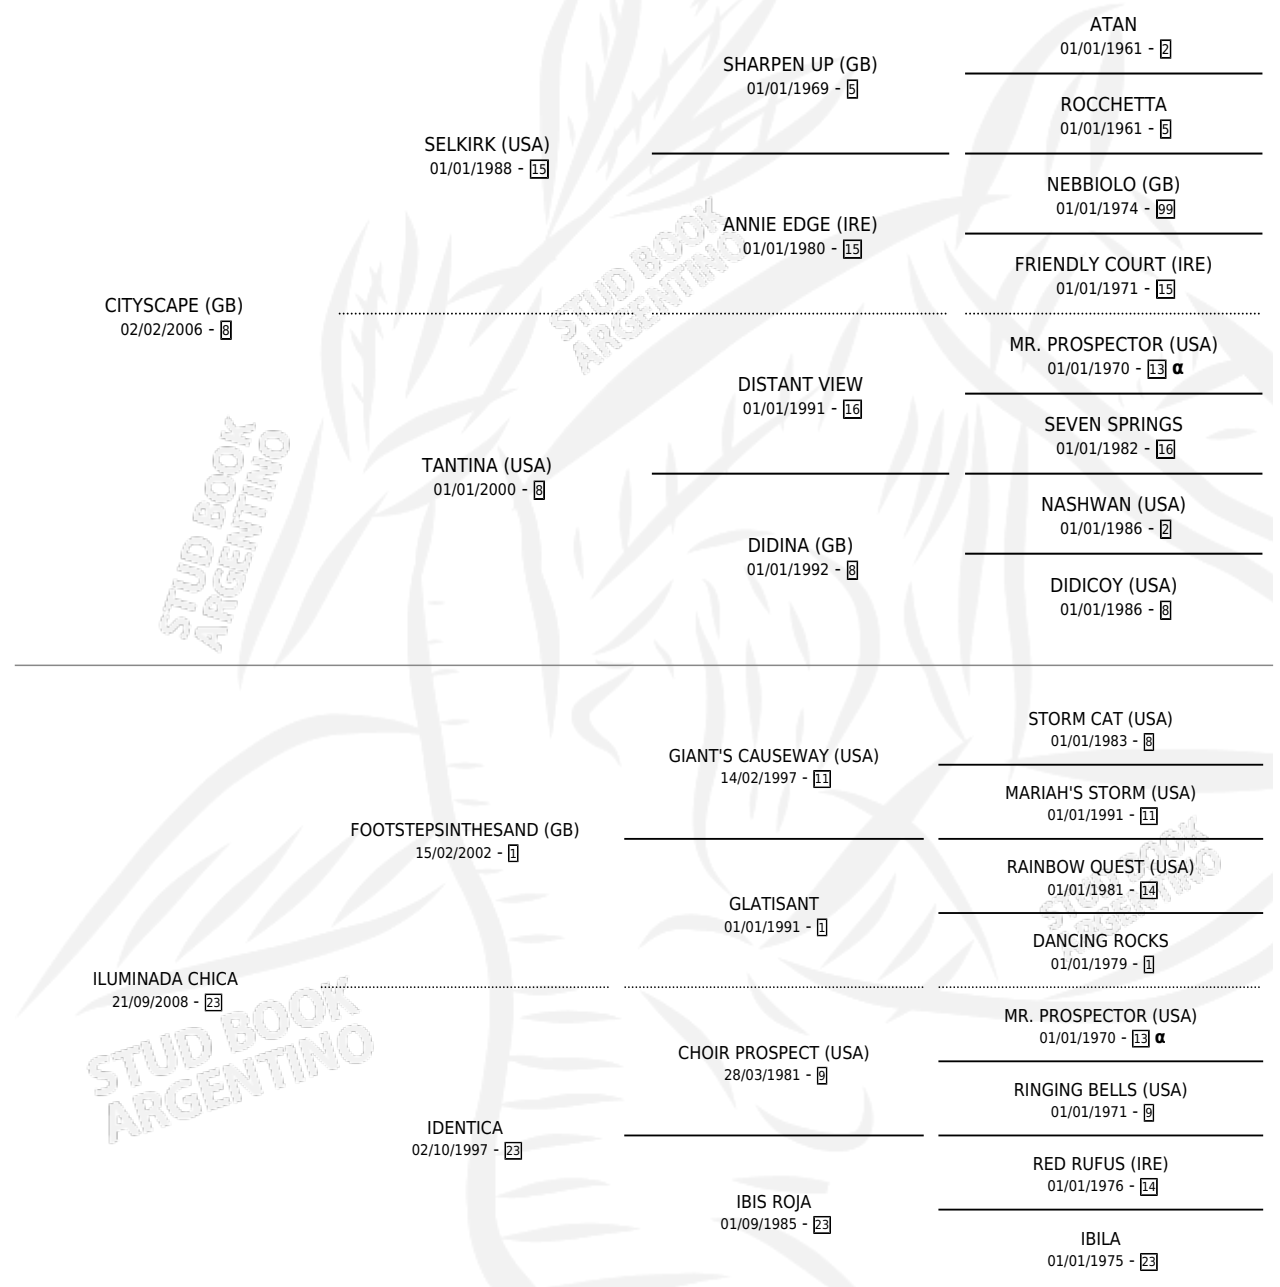 ATAN
01/01/1961 - 2
SHARPEN UP (GB)
01/01/1969 - 5
ROCCHETTA
01/01/1961 - 5
SELKIRK (USA)
01/01/1988 - 15
NEBBIOLO (GB)
01/01/1974 - 99
ANNIE EDGE (IRE)
01/01/1980 - 15
FRIENDLY COURT (IRE)
01/01/1971 - 15
CITYSCAPE (GB)
02/02/2006 - 8
MR. PROSPECTOR (USA)
01/01/1970 - 13 α
DISTANT VIEW
01/01/1991 - 16
SEVEN SPRINGS
01/01/1982 - 16
TANTINA (USA)
01/01/2000 - 8
NASHWAN (USA)
01/01/1986 - 2
DIDINA (GB)
01/01/1992 - 8
DIDICOY (USA)
01/01/1986 - 8
STORM CAT (USA)
01/01/1983 - 8
GIANT'S CAUSEWAY (USA)
14/02/1997 - 11
MARIAH'S STORM (USA)
01/01/1991 - 11
FOOTSTEPSINTHESAND (GB)
15/02/2002 - 1
RAINBOW QUEST (USA)
01/01/1981 - 14
GLATISANT
01/01/1991 - 1
DANCING ROCKS
01/01/1979 - 1
ILUMINADA CHICA
21/09/2008 - 23
MR. PROSPECTOR (USA)
01/01/1970 - 13 α
CHOIR PROSPECT (USA)
28/03/1981 - 9
RINGING BELLS (USA)
01/01/1971 - 9
IDENTICA
02/10/1997 - 23
RED RUFUS (IRE)
01/01/1976 - 14
IBIS ROJA
01/09/1985 - 23
IBILA
01/01/1975 - 23
STUD BOOK
ARGENTINO
STUD BOOK
ARGENTINO
STUD BOOK
ARGENTINO
STUD BOOK
ARGENTINO